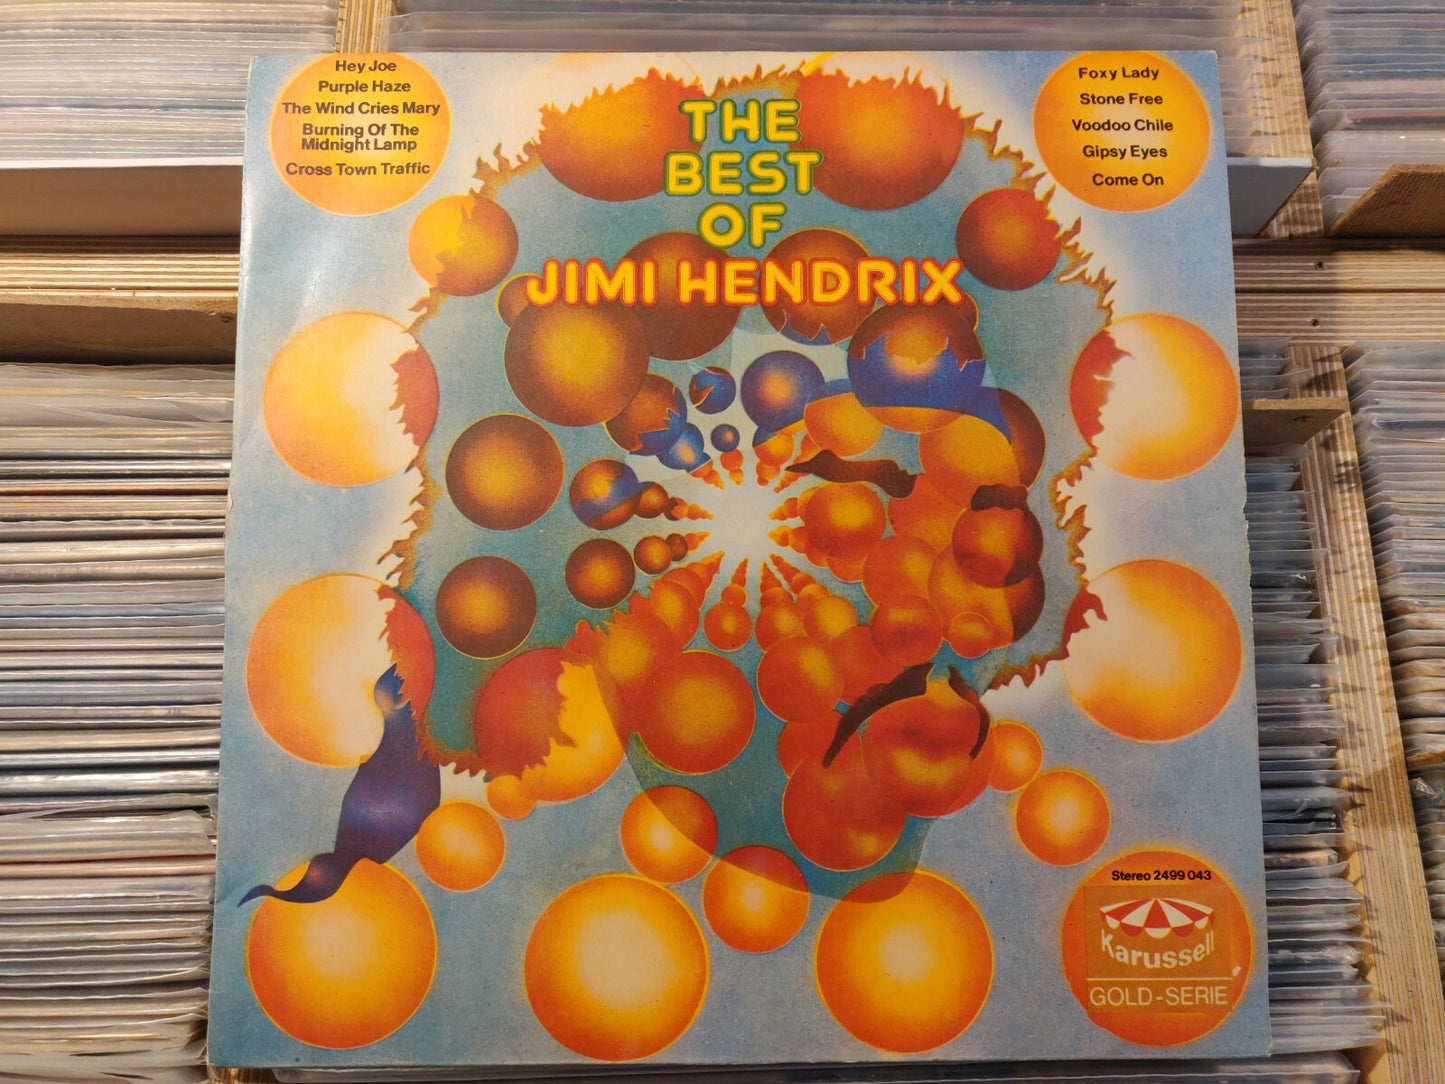 Hey Joe
Purple Haze
The Wind Cries Mary
Burning Of The
Midnight Lamp
Cross Town Traffic
THE
BEST
OF
JIMI HENDRIX
Foxy Lady
Stone Free
Voodoo Chile
Gipsy Eyes
Come On
Stereo 2499 043
Karussell
GOLD-SERIE